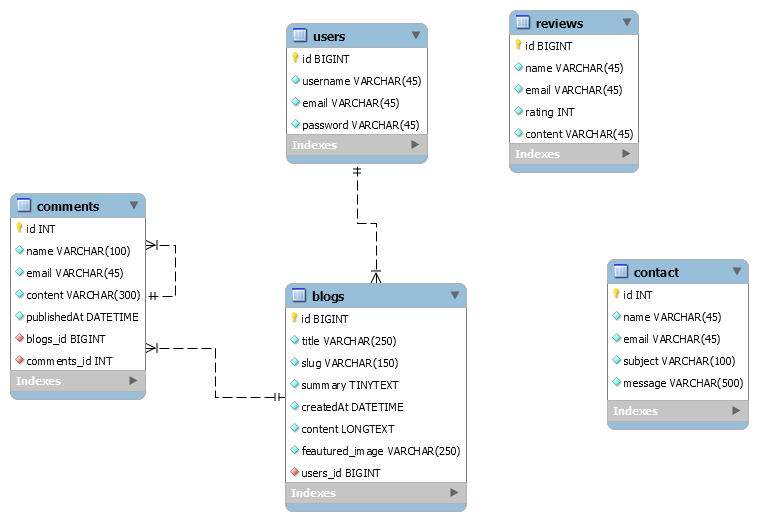 users
id BIGINT
username VARCHAR(45)
email VARCHAR(45)
password VARCHAR(45)
Indexes
reviews
id BIGINT
name VARCHAR(45)
email VARCHAR(45)
rating INT
content VARCHAR(45)
Indexes
comments
id INT
name VARCHAR(100)
email VARCHAR(45)
content VARCHAR(300)
publishedAt DATETIME
blogs_id BIGINT
comments_id INT
Indexes
blogs
id BIGINT
title VARCHAR(250)
slug VARCHAR(150)
summary TINYTEXT
createdAt DATETIME
content LONGTEXT
feautured_image VARCHAR(250)
users_id BIGINT
Indexes
contact
id INT
name VARCHAR(45)
email VARCHAR(45)
subject VARCHAR(100)
message VARCHAR(500)
Indexes